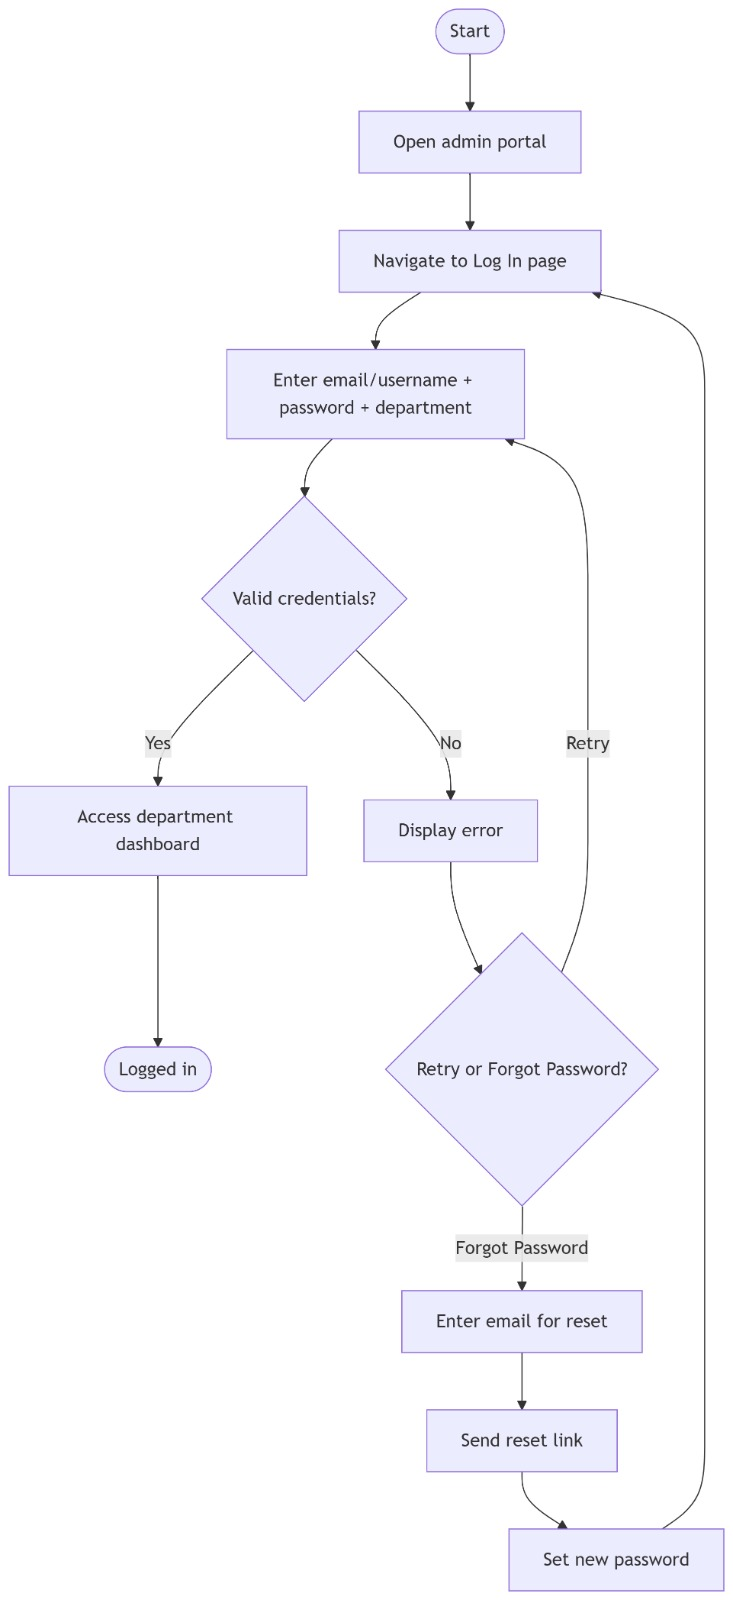 Start
Open admin portal
Navigate to Log In page
Enter email/username +
password + department
Valid credentials?
Yes
No
Retry
Access department
dashboard
Display error
Logged in
Retry or Forgot Password?
Forgot Password
Enter email for reset
Send reset link
Set new password